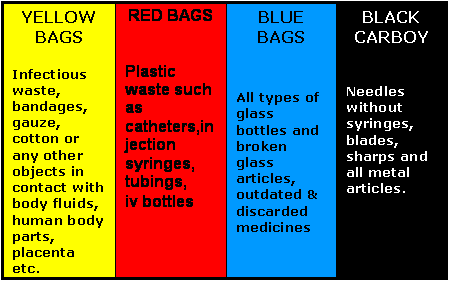 YELLOW
BAGS
Infectious
waste,
bandages,
gauze,
cotton or
any other
objects in
contact with
body fluids,
human body
parts,
placenta
etc.
RED BAGS
Plastic
waste such
as
catheters,in
jection
syringes,
tubings,
iv bottles
BLUE
BAGS
All types of
glass
bottles and
broken
glass
articles,
outdated &
discarded
medicines
BLACK
CARBOY
Needles
without
syringes,
blades,
sharps and
all metal
articles.